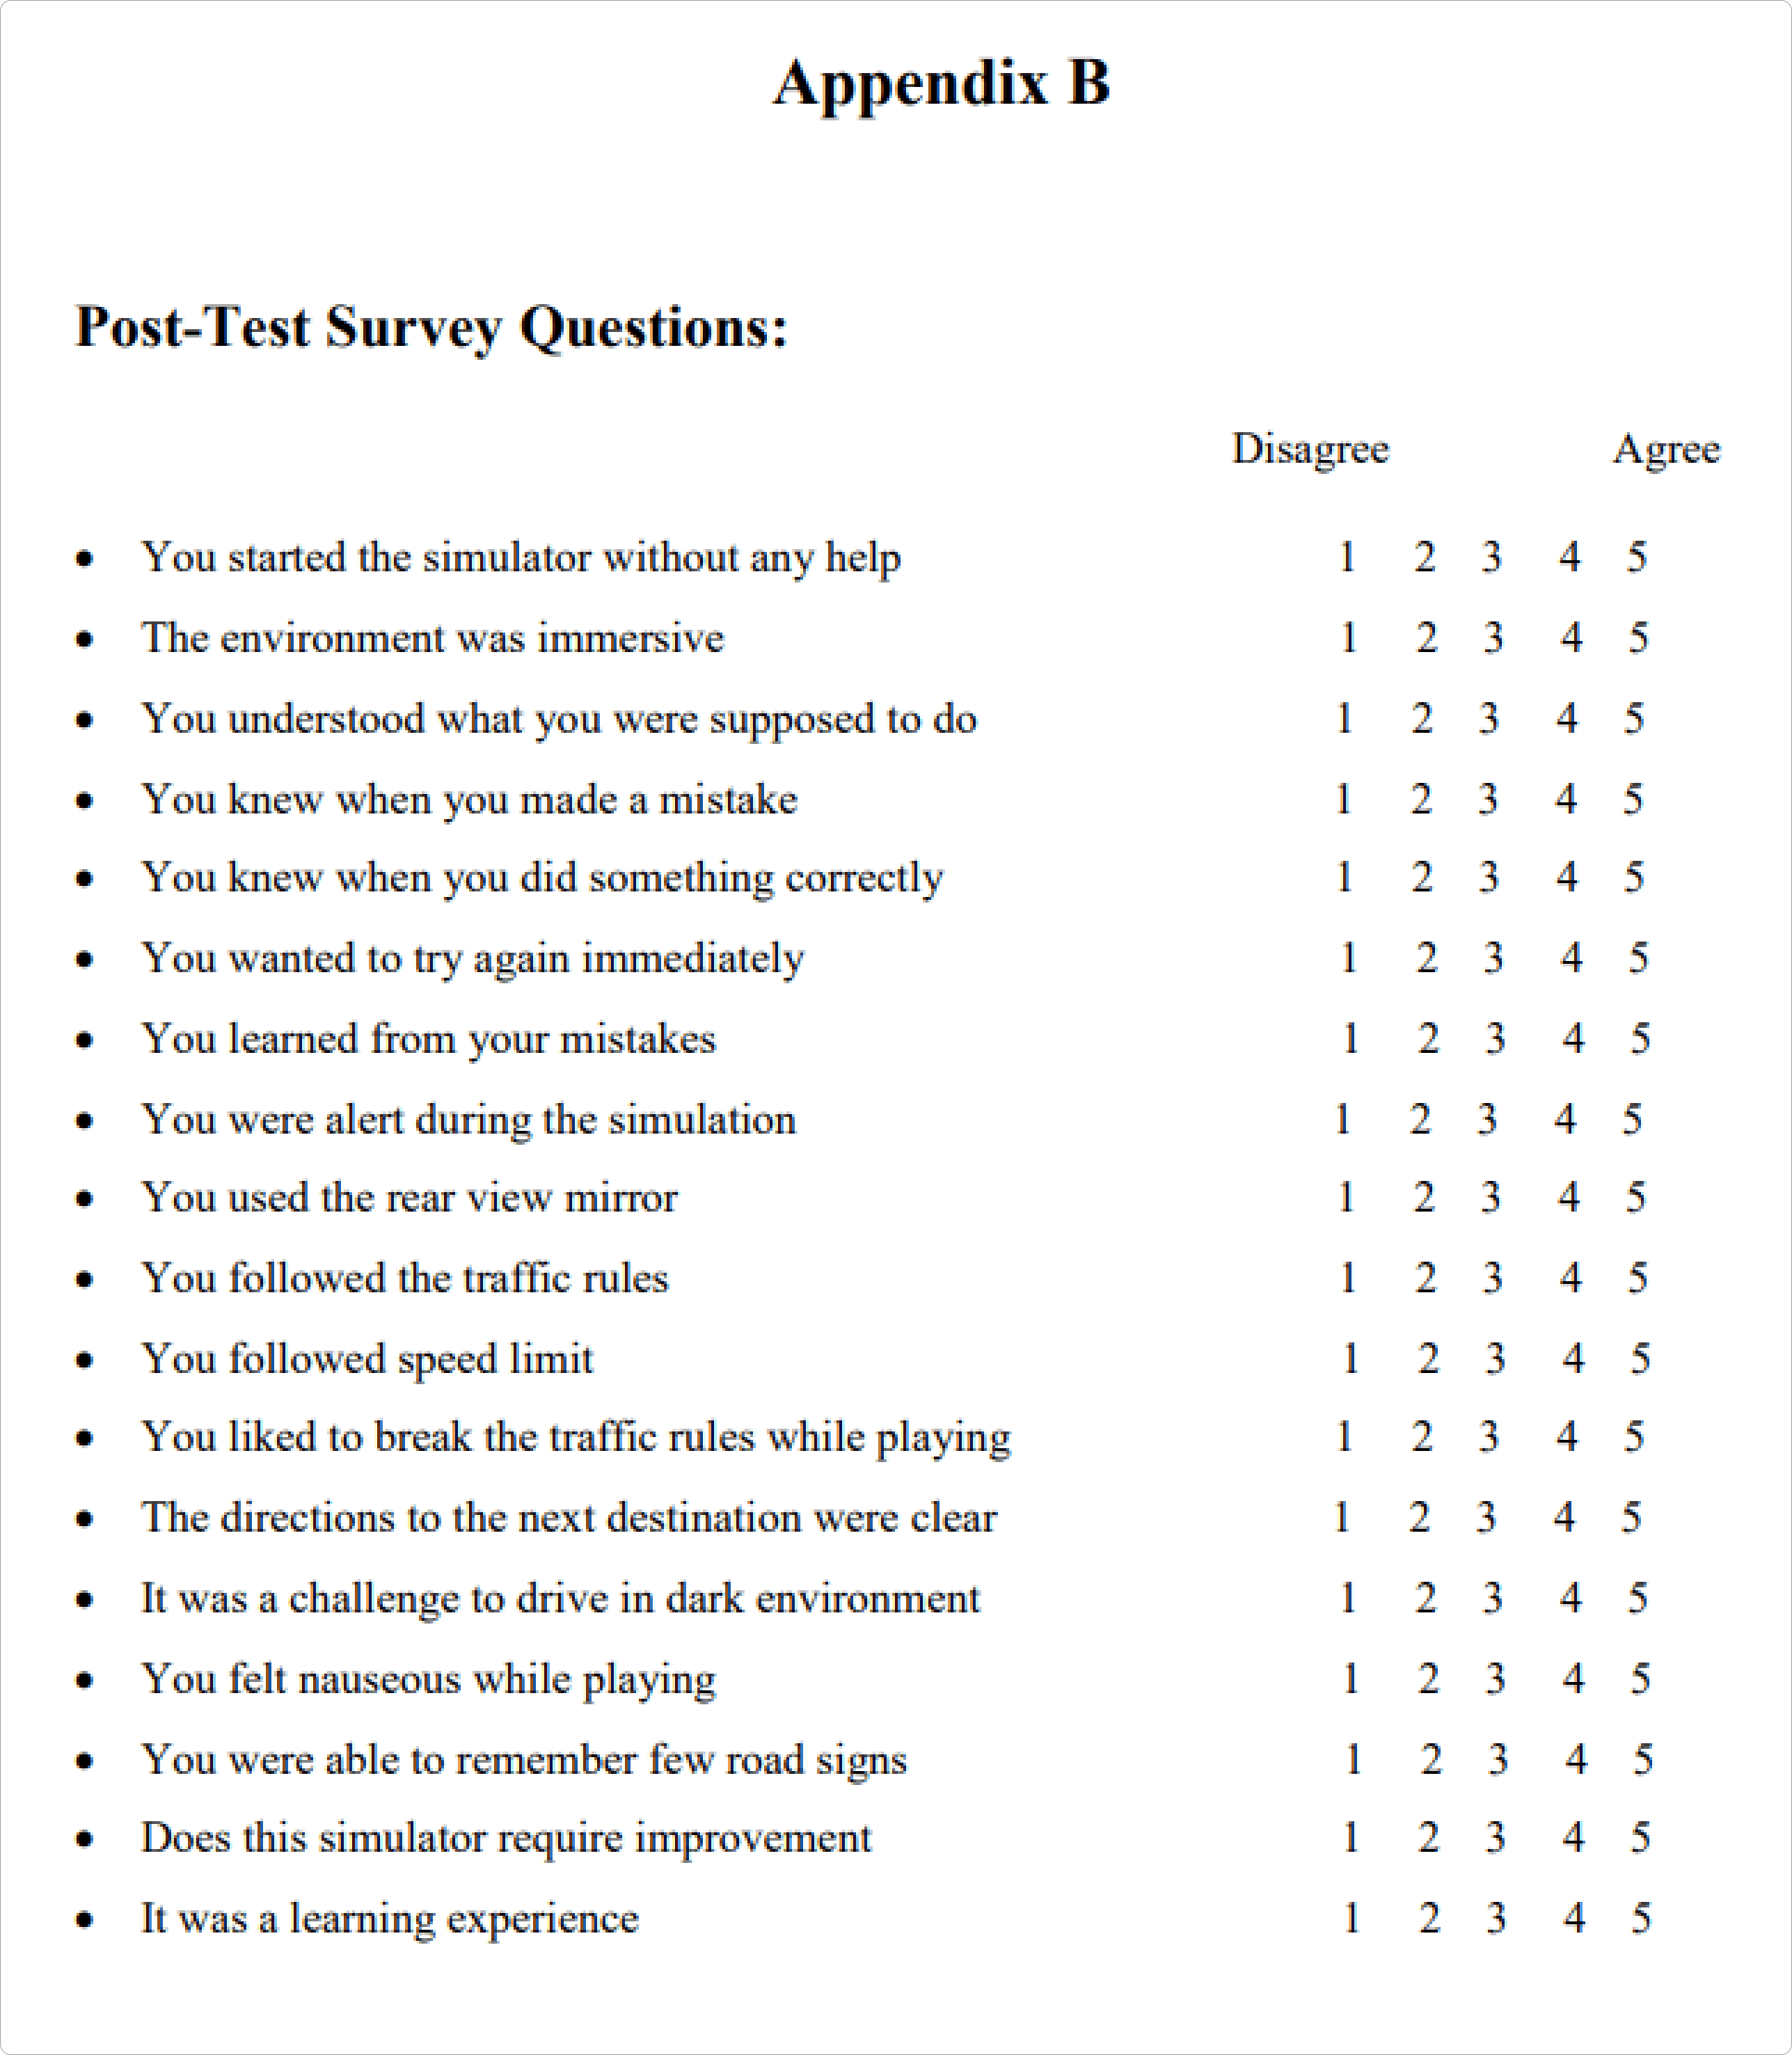 Appendix B
Post-Test Survey Questions:
Disagree Agree
• You started the simulator without any help 1 2 3 4 5
• The environment was immersive 1 2 3 4 5
• You understood what you were supposed to do 1 2 3 4 5
• You knew when you made a mistake 1 2 3 4 5
• You knew when you did something correctly 1 2 3 4 5
• You wanted to try again immediately 1 2 3 4 5
• You learned from your mistakes 1 2 3 4 5
• You were alert during the simulation 1 2 3 4 5
• You used the rear view mirror 1 2 3 4 5
• You followed the traffic rules 1 2 3 4 5
• You followed speed limit 1 2 3 4 5
• You liked to break the traffic rules while playing 1 2 3 4 5
• The directions to the next destination were clear 1 2 3 4 5
• It was a challenge to drive in dark environment 1 2 3 4 5
• You felt nauseous while playing 1 2 3 4 5
• You were able to remember few road signs 1 2 3 4 5
• Does this simulator require improvement 1 2 3 4 5
• It was a learning experience 1 2 3 4 5